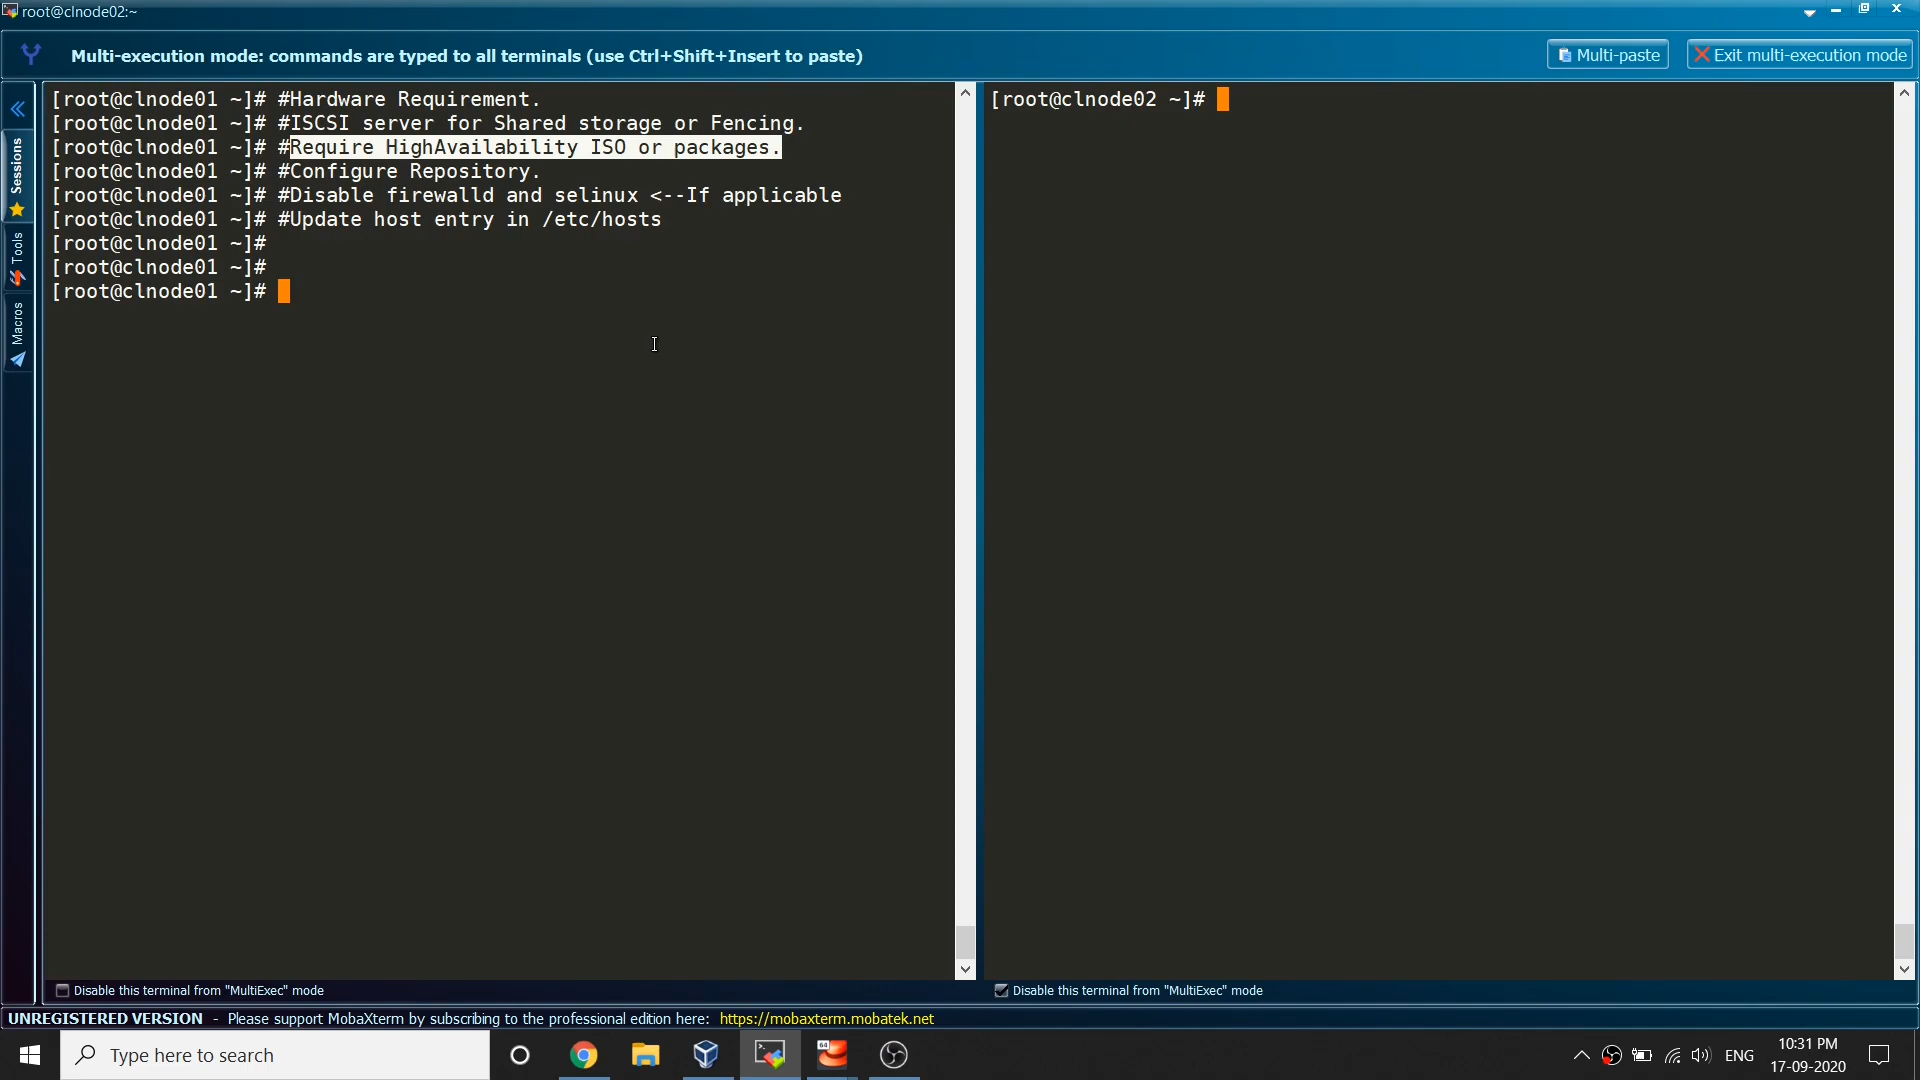 root@clnode02:~
Multi-execution mode: commands are typed to all terminals (use Ctrl+Shift+Insert to paste)
Multi-paste
Exit multi-execution mode
Sessions
Tools
Macros
[root@clnode01 ~]# #Hardware Requirement.
[root@clnode01 ~]# #ISCSI server for Shared storage or Fencing.
[root@clnode01 ~]# #Require HighAvailability ISO or packages.
[root@clnode01 ~]# #Configure Repository.
[root@clnode01 ~]# #Disable firewalld and selinux <--If applicable
[root@clnode01 ~]# #Update host entry in /etc/hosts
[root@clnode01 ~]#
[root@clnode01 ~]#
[root@clnode01 ~]#
[root@clnode02 ~]#
Disable this terminal from "MultiExec" mode
Disable this terminal from "MultiExec" mode
UNREGISTERED VERSION - Please support MobaXterm by subscribing to the professional edition here: https://mobaxterm.mobatek.net
Type here to search
64
ENG
10:31 PM
17-09-2020